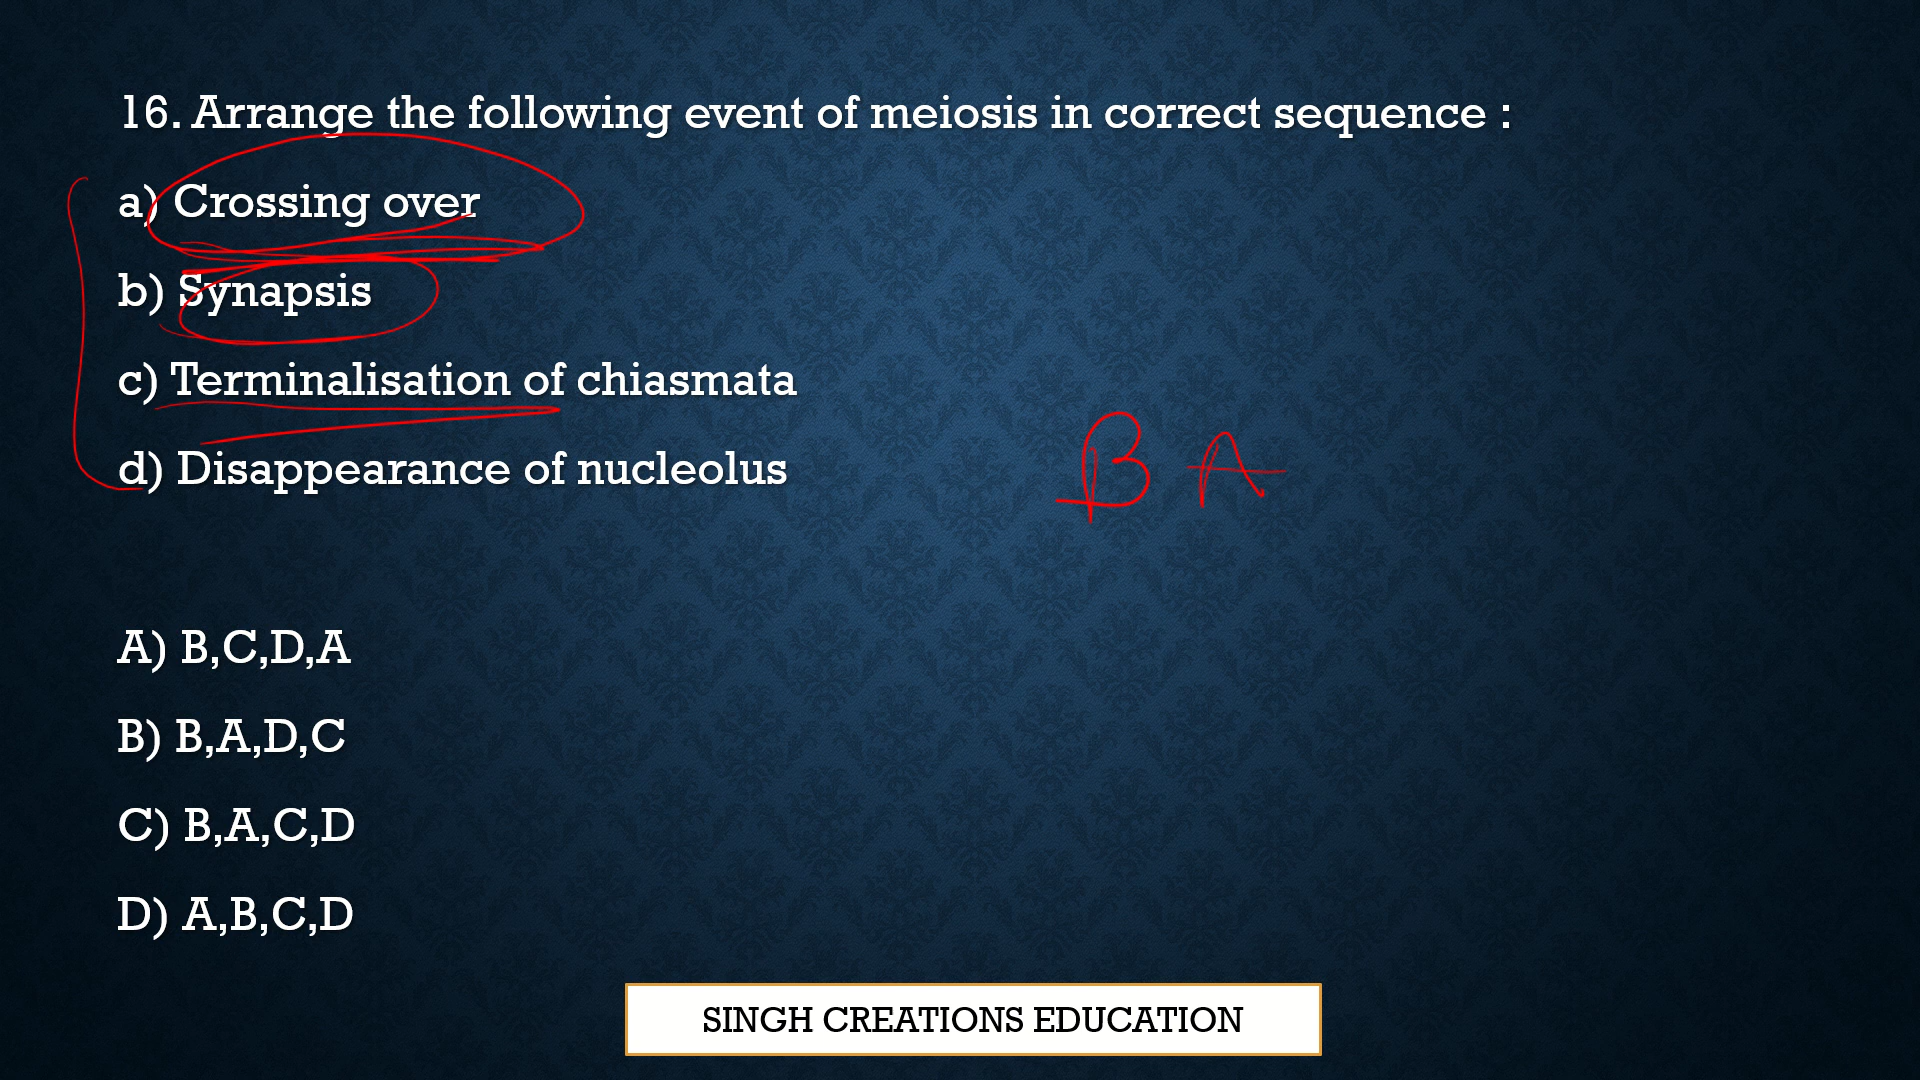 16. Arrange the following event of meiosis in correct sequence :
a) Crossing over
b) Synapsis
c) Terminalisation of chiasmata
d) Disappearance of nucleolus
B A
A) B,C,D,A
B) B,A,D,C
C) B,A,C,D
D) A,B,C,D
SINGH CREATIONS EDUCATION